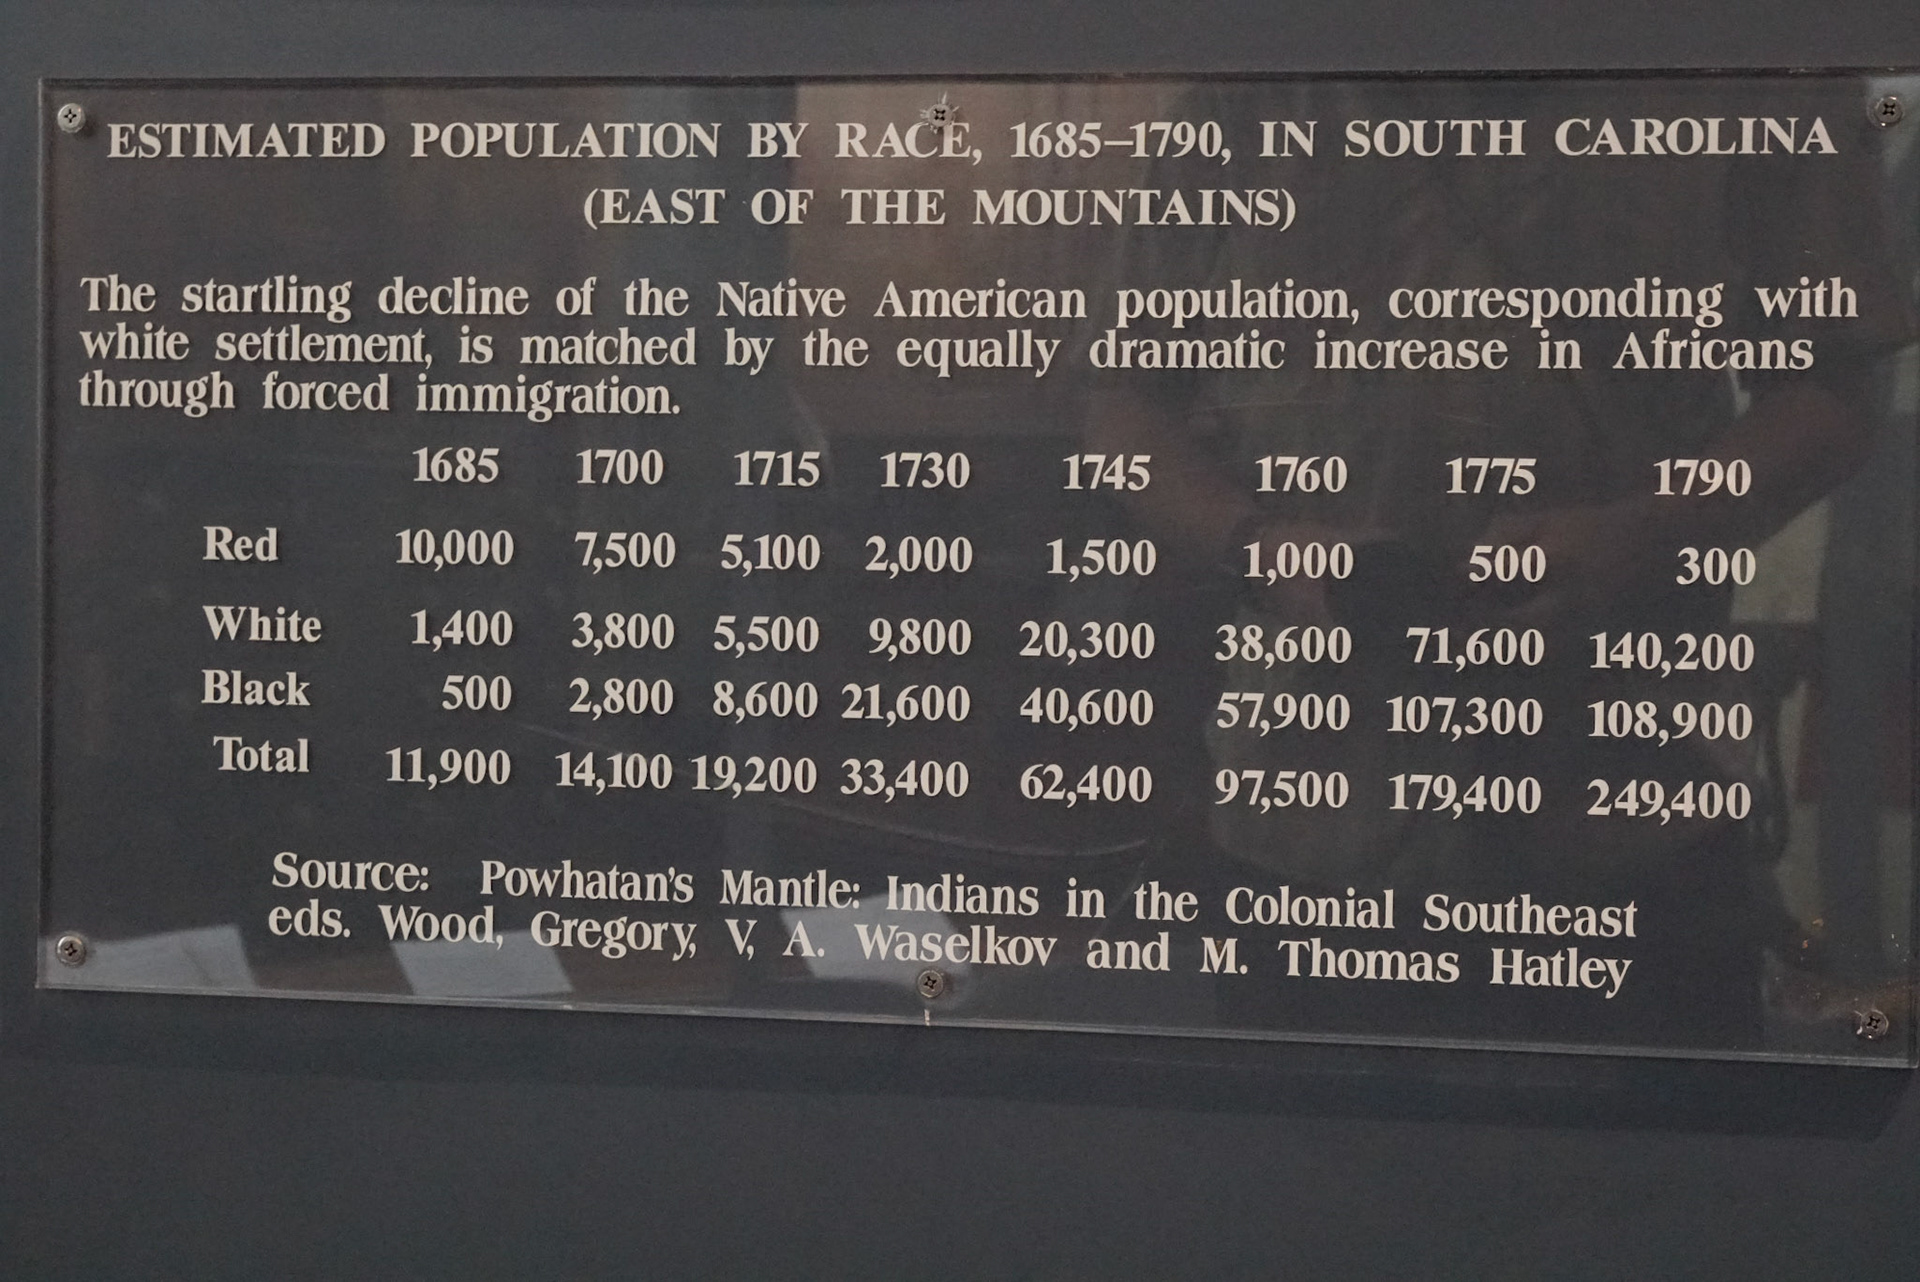 ESTIMATED POPULATION BY RACE, 1685–1790, IN SOUTH CAROLINA
(EAST OF THE MOUNTAINS)
The startling decline of the Native American population, corresponding with
white settlement, is matched by the equally dramatic increase in Africans
through forced immigration.
1685 1700 1715 1730 1745 1760 1775 1790
Red 10,000 7,500 5,100 2,000 1,500 1,000 500 300
White 1,400 3,800 5,500 9,800 20,300 38,600 71,600 140,200
Black 500 2,800 8,600 21,600 40,600 57,900 107,300 108,900
Total 11,900 14,100 19,200 33,400 62,400 97,500 179,400 249,400
Source: Powhatan's Mantle: Indians in the Colonial Southeast
eds. Wood, Gregory, V, A. Waselkov and M. Thomas Hatley